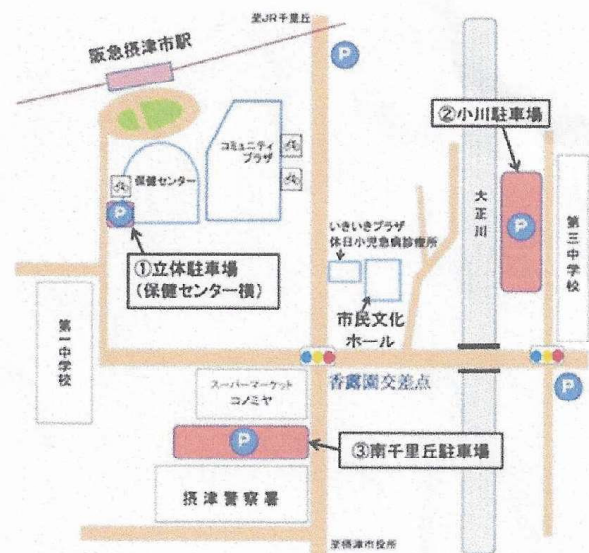 至JR千里丘
阪急摂津市駅
P
②小川駐車場
コミュニティ
プラザ
保健センター
P
大正川
P
第三中学校
いきいきプラザ
休日小児急病診療所
①立体駐車場
(保健センター横)
市民文化
ホール
第一中学校
香露園交差点
スーパーマーケット
コノミヤ
P
P
③南千里丘駐車場
摂津警察署
至摂津市役所